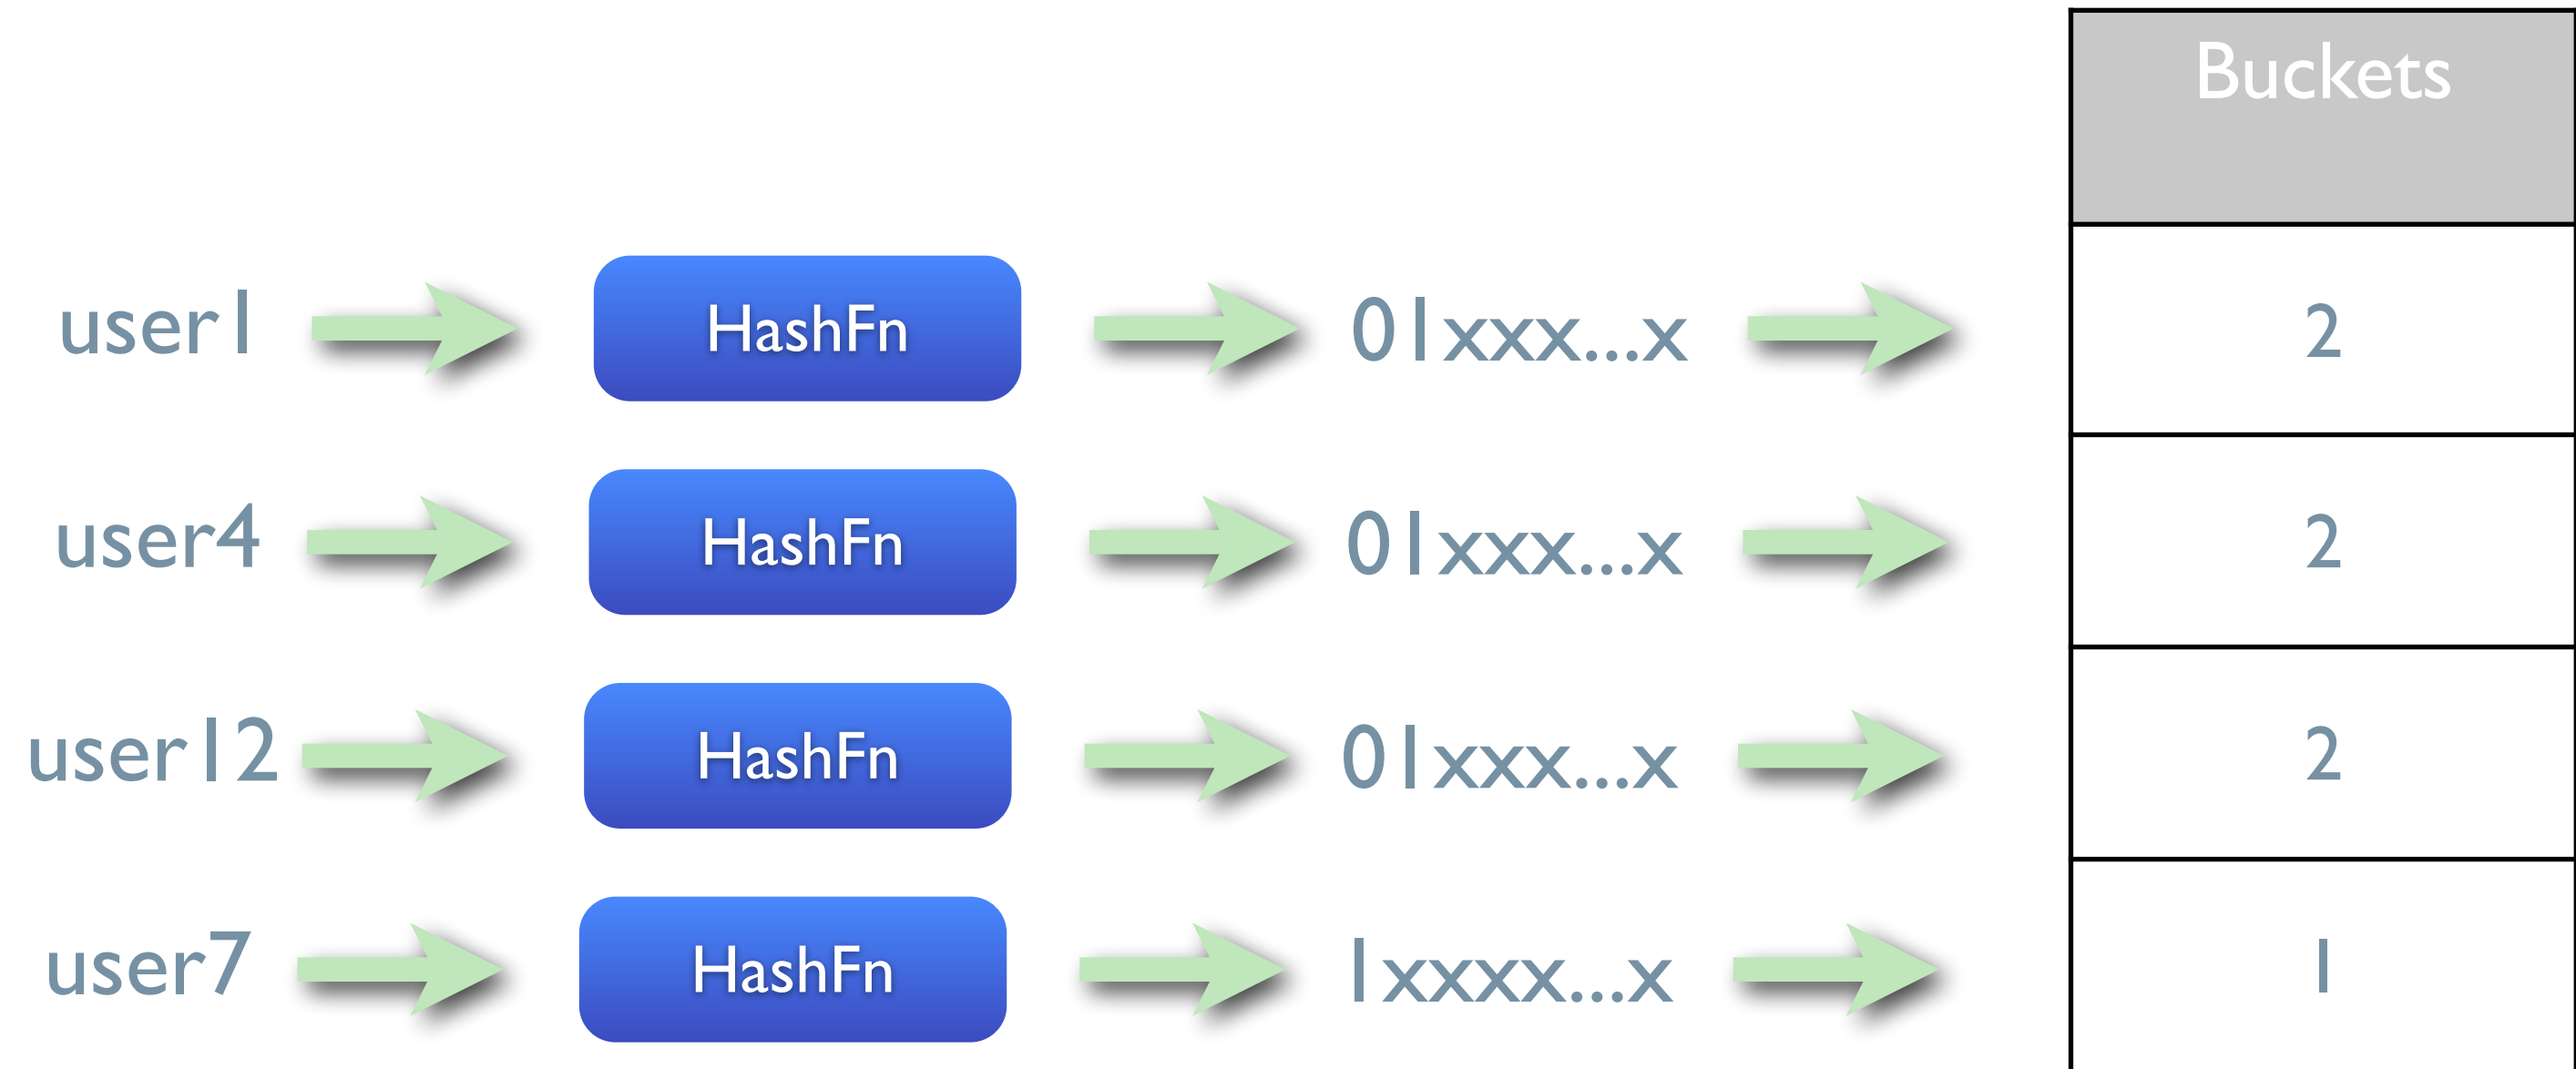 Buckets
user1 HashFn 01xxx...x 2
user4 HashFn 01xxx...x 2
user12 HashFn 01xxx...x 2
user7 HashFn 1xxxx...x 1